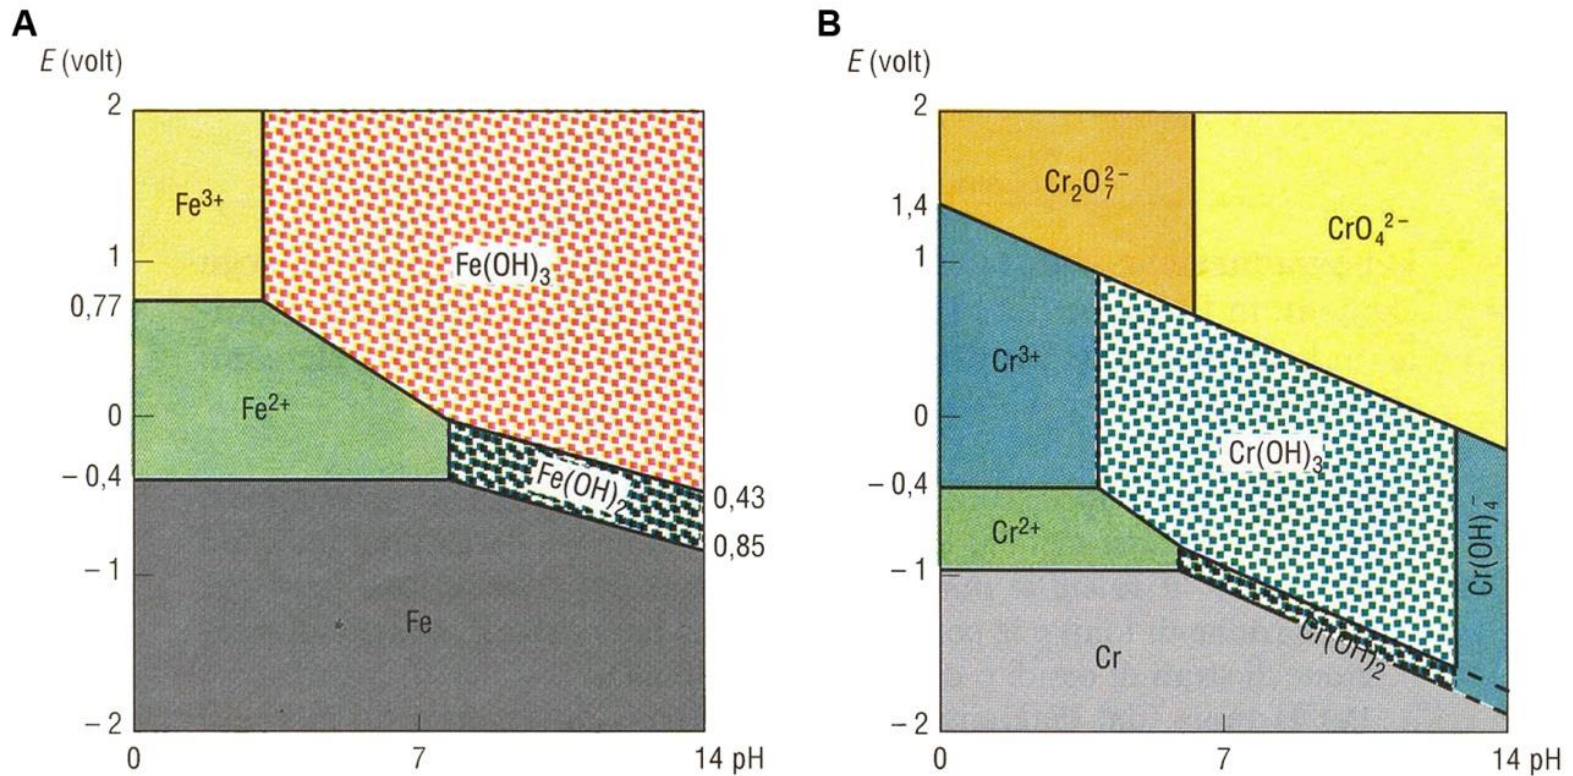 A
E (volt)
2
1
0,77
0
– 0,4
– 1
– 2
Fe³⁺
Fe(OH)₃
Fe²⁺
Fe(OH)₂
0,43
0,85
Fe
0
7
14 pH
B
E (volt)
2
1,4
1
0
– 0,4
– 1
– 2
Cr₂O₇²⁻
CrO₄²⁻
Cr³⁺
Cr(OH)₃
Cr(OH)₄⁻
Cr²⁺
Cr(OH)₂
Cr
0
7
14 pH